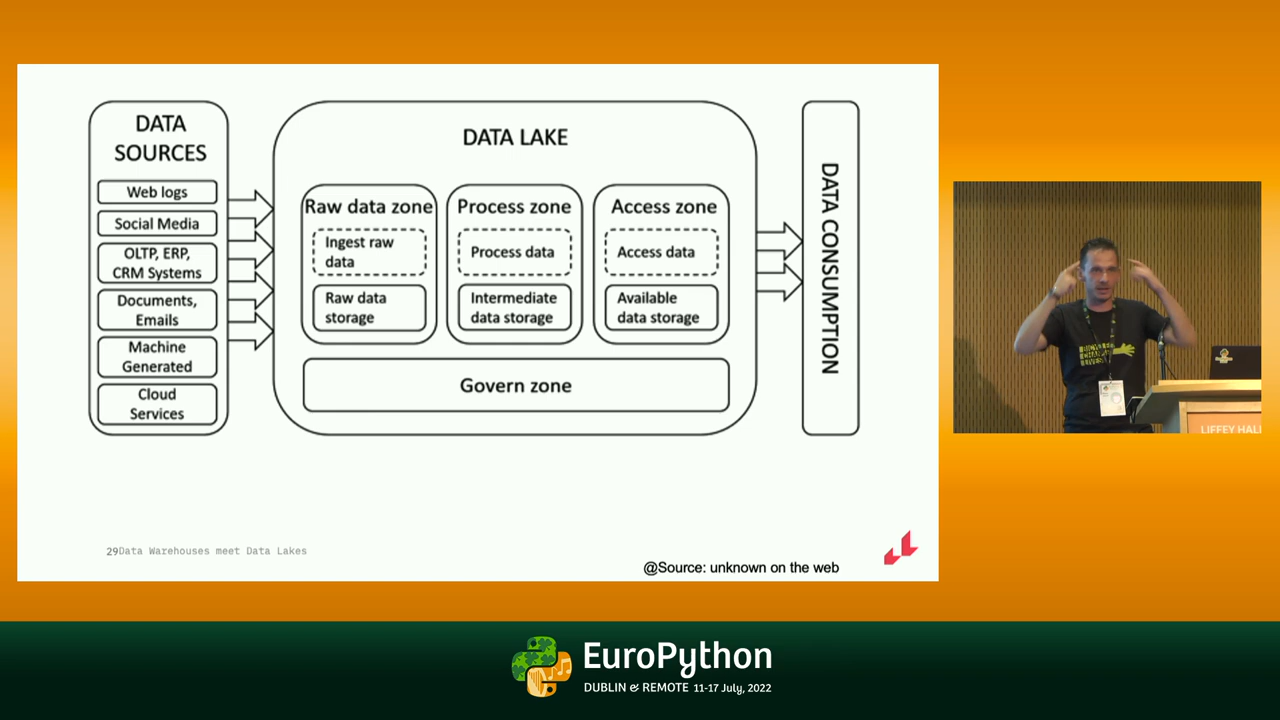 DATA
SOURCES
Web logs
Social Media
OLTP, ERP,
CRM Systems
Documents,
Emails
Machine
Generated
Cloud
Services
DATA LAKE
Raw data zone
Ingest raw
data
Raw data
storage
Process zone
Process data
Intermediate
data storage
Access zone
Access data
Available
data storage
Govern zone
DATA CONSUMPTION
29Data Warehouses meet Data Lakes
@Source: unknown on the web
LIFFEY HAL
EuroPython
DUBLIN & REMOTE 11-17 July, 2022